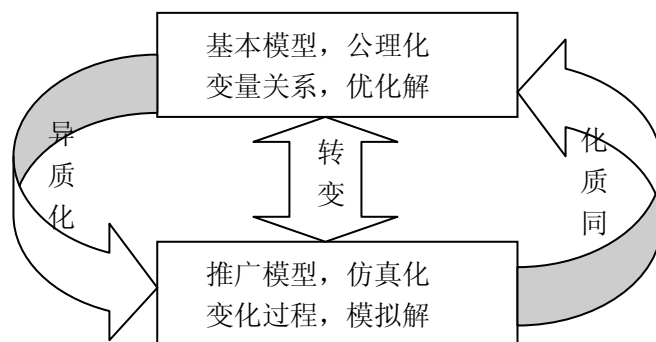 基本模型，公理化
变量关系，优化解
异
质
化
转
变
化
质
同
推广模型，仿真化
变化过程，模拟解